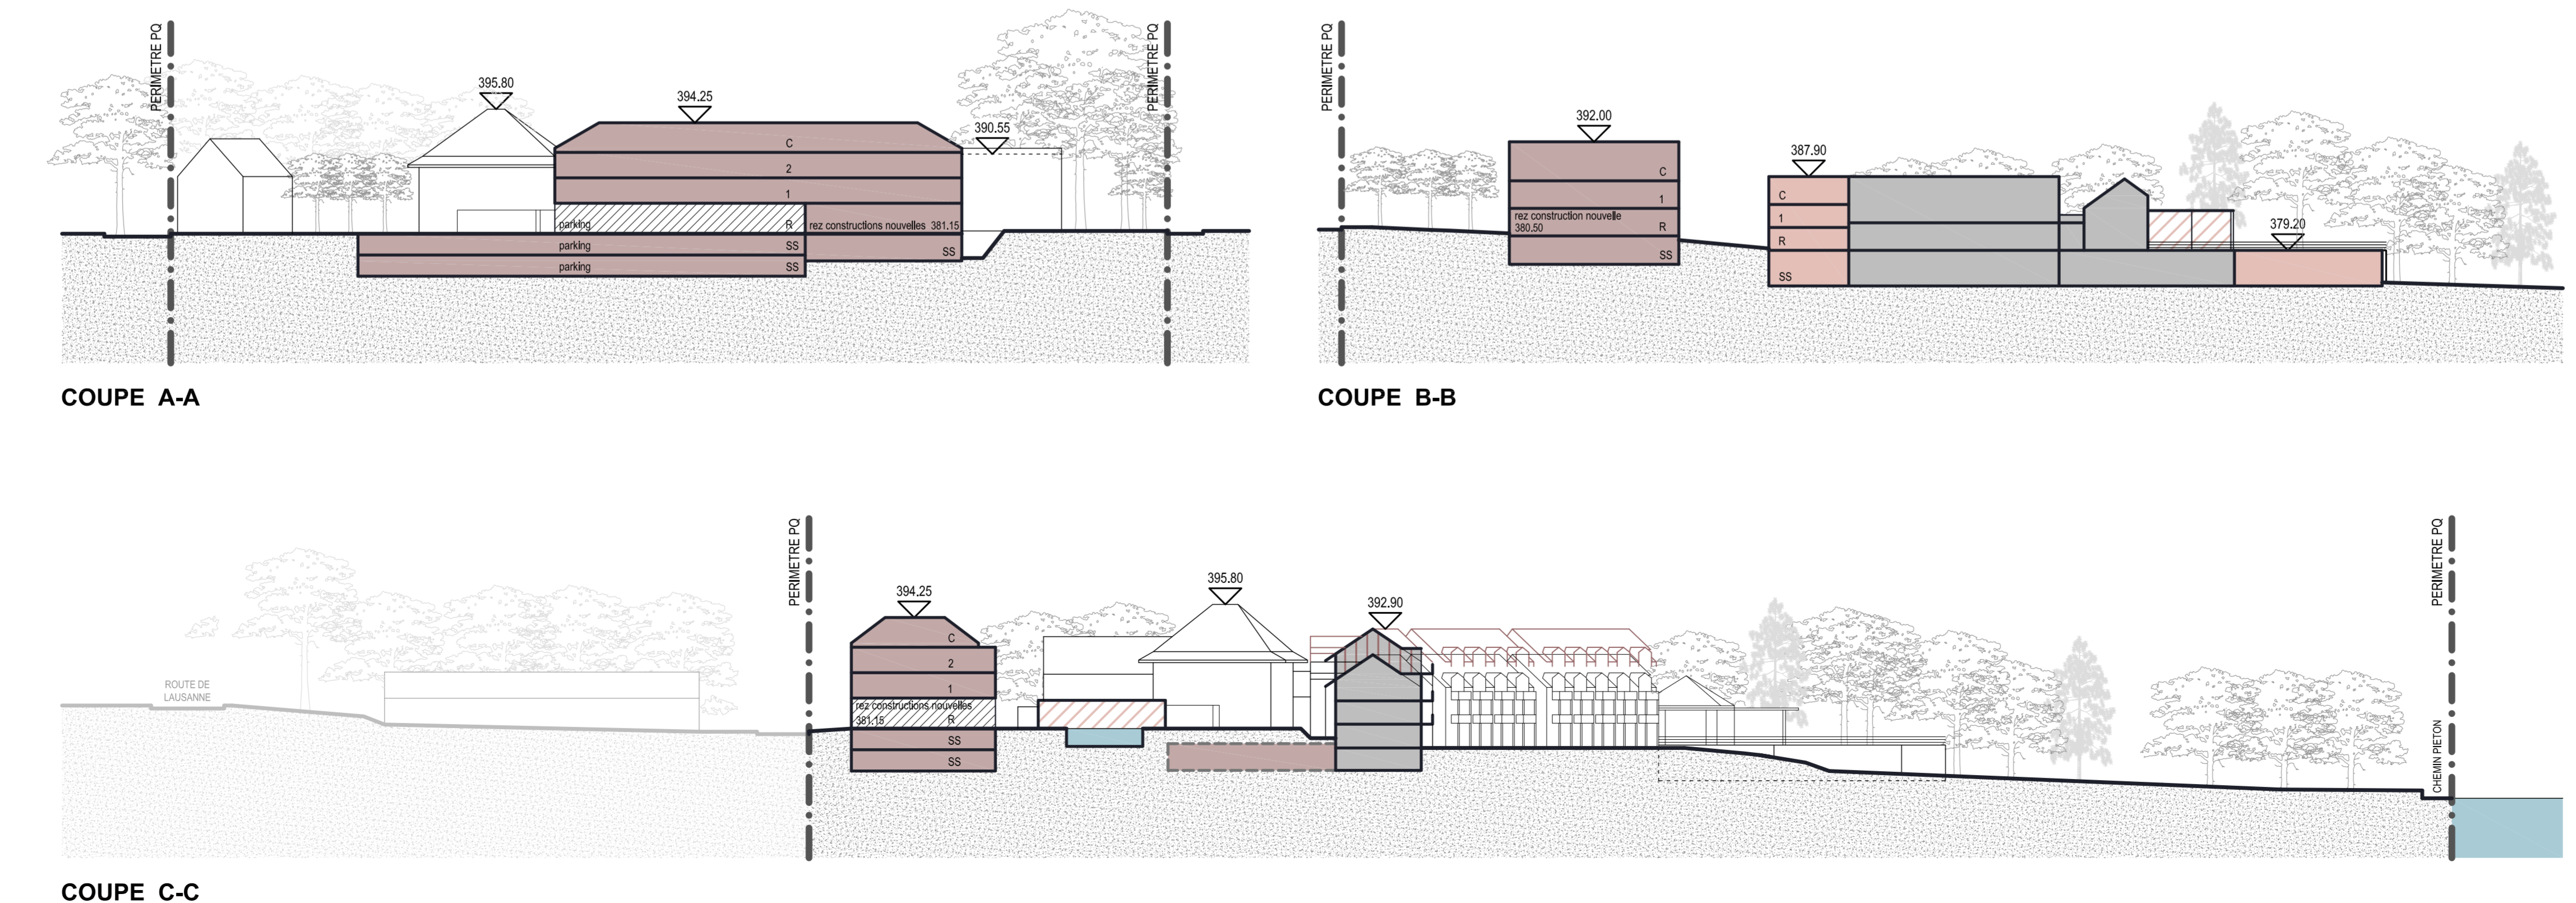 PERIMETRE PQ
395.80
394.25
390.55
PERIMETRE PQ
C
2
1
parking
R
rez constructions nouvelles 381.15
parking
SS
SS
parking
SS
COUPE A-A
PERIMETRE PQ
392.00
C
1
rez construction nouvelle
380.50
R
SS
387.90
C
1
R
SS
379.20
COUPE B-B
ROUTE DE
LAUSANNE
PERIMETRE PQ
394.25
C
2
1
rez constructions nouvelles
381.15
R
SS
SS
395.80
392.90
PERIMETRE PQ
CHEMIN PIETON
COUPE C-C